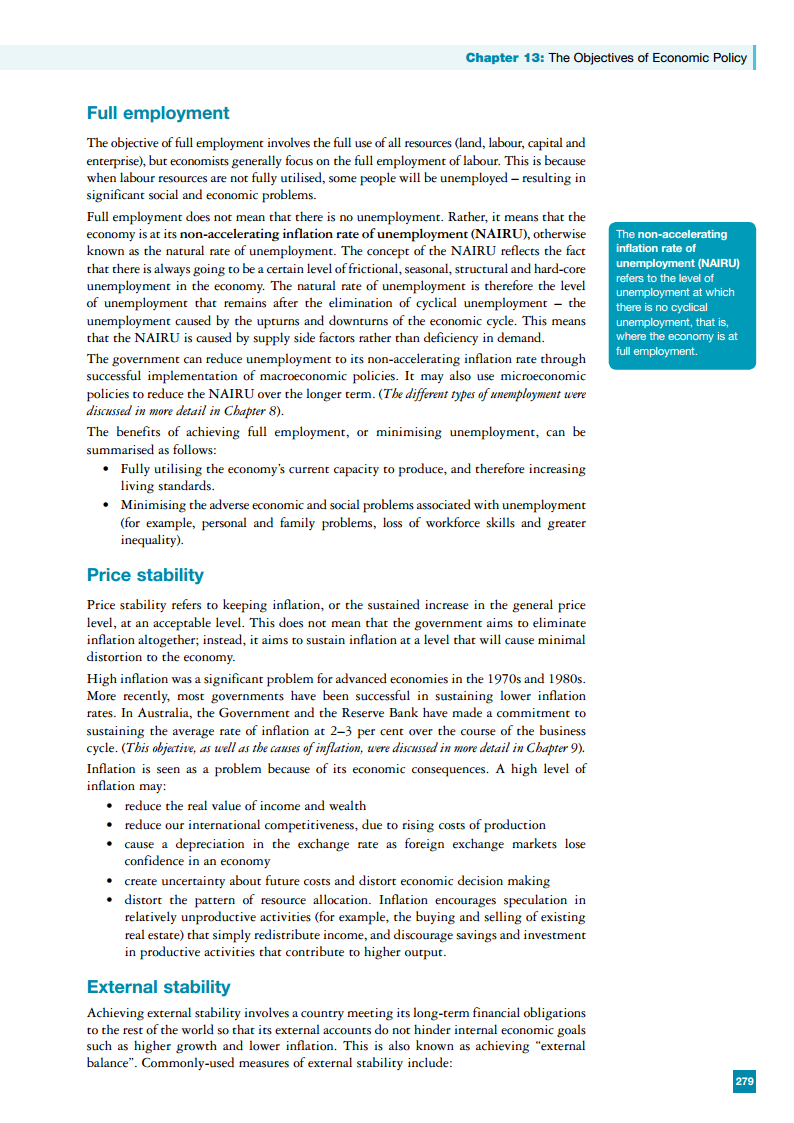 Chapter 13: The Objectives of Economic Policy
Full employment
The objective of full employment involves the full use of all resources (land, labour, capital and
enterprise), but economists generally focus on the full employment of labour. This is because
when labour resources are not fully utilised, some people will be unemployed – resulting in
significant social and economic problems.
Full employment does not mean that there is no unemployment. Rather, it means that the
economy is at its non-accelerating inflation rate of unemployment (NAIRU), otherwise
known as the natural rate of unemployment. The concept of the NAIRU reflects the fact
that there is always going to be a certain level of frictional, seasonal, structural and hard-core
unemployment in the economy. The natural rate of unemployment is therefore the level
of unemployment that remains after the elimination of cyclical unemployment – the
unemployment caused by the upturns and downturns of the economic cycle. This means
that the NAIRU is caused by supply side factors rather than deficiency in demand.
The government can reduce unemployment to its non-accelerating inflation rate through
successful implementation of macroeconomic policies. It may also use microeconomic
policies to reduce the NAIRU over the longer term. (The different types of unemployment were
discussed in more detail in Chapter 8).
The benefits of achieving full employment, or minimising unemployment, can be
summarised as follows:
• Fully utilising the economy's current capacity to produce, and therefore increasing
living standards.
• Minimising the adverse economic and social problems associated with unemployment
(for example, personal and family problems, loss of workforce skills and greater
inequality).
The non-accelerating
inflation rate of
unemployment (NAIRU)
refers to the level of
unemployment at which
there is no cyclical
unemployment, that is,
where the economy is at
full employment.
Price stability
Price stability refers to keeping inflation, or the sustained increase in the general price
level, at an acceptable level. This does not mean that the government aims to eliminate
inflation altogether; instead, it aims to sustain inflation at a level that will cause minimal
distortion to the economy.
High inflation was a significant problem for advanced economies in the 1970s and 1980s.
More recently, most governments have been successful in sustaining lower inflation
rates. In Australia, the Government and the Reserve Bank have made a commitment to
sustaining the average rate of inflation at 2–3 per cent over the course of the business
cycle. (This objective, as well as the causes of inflation, were discussed in more detail in Chapter 9).
Inflation is seen as a problem because of its economic consequences. A high level of
inflation may:
• reduce the real value of income and wealth
• reduce our international competitiveness, due to rising costs of production
• cause a depreciation in the exchange rate as foreign exchange markets lose
confidence in an economy
• create uncertainty about future costs and distort economic decision making
• distort the pattern of resource allocation. Inflation encourages speculation in
relatively unproductive activities (for example, the buying and selling of existing
real estate) that simply redistribute income, and discourage savings and investment
in productive activities that contribute to higher output.
External stability
Achieving external stability involves a country meeting its long-term financial obligations
to the rest of the world so that its external accounts do not hinder internal economic goals
such as higher growth and lower inflation. This is also known as achieving “external
balance”. Commonly-used measures of external stability include:
279